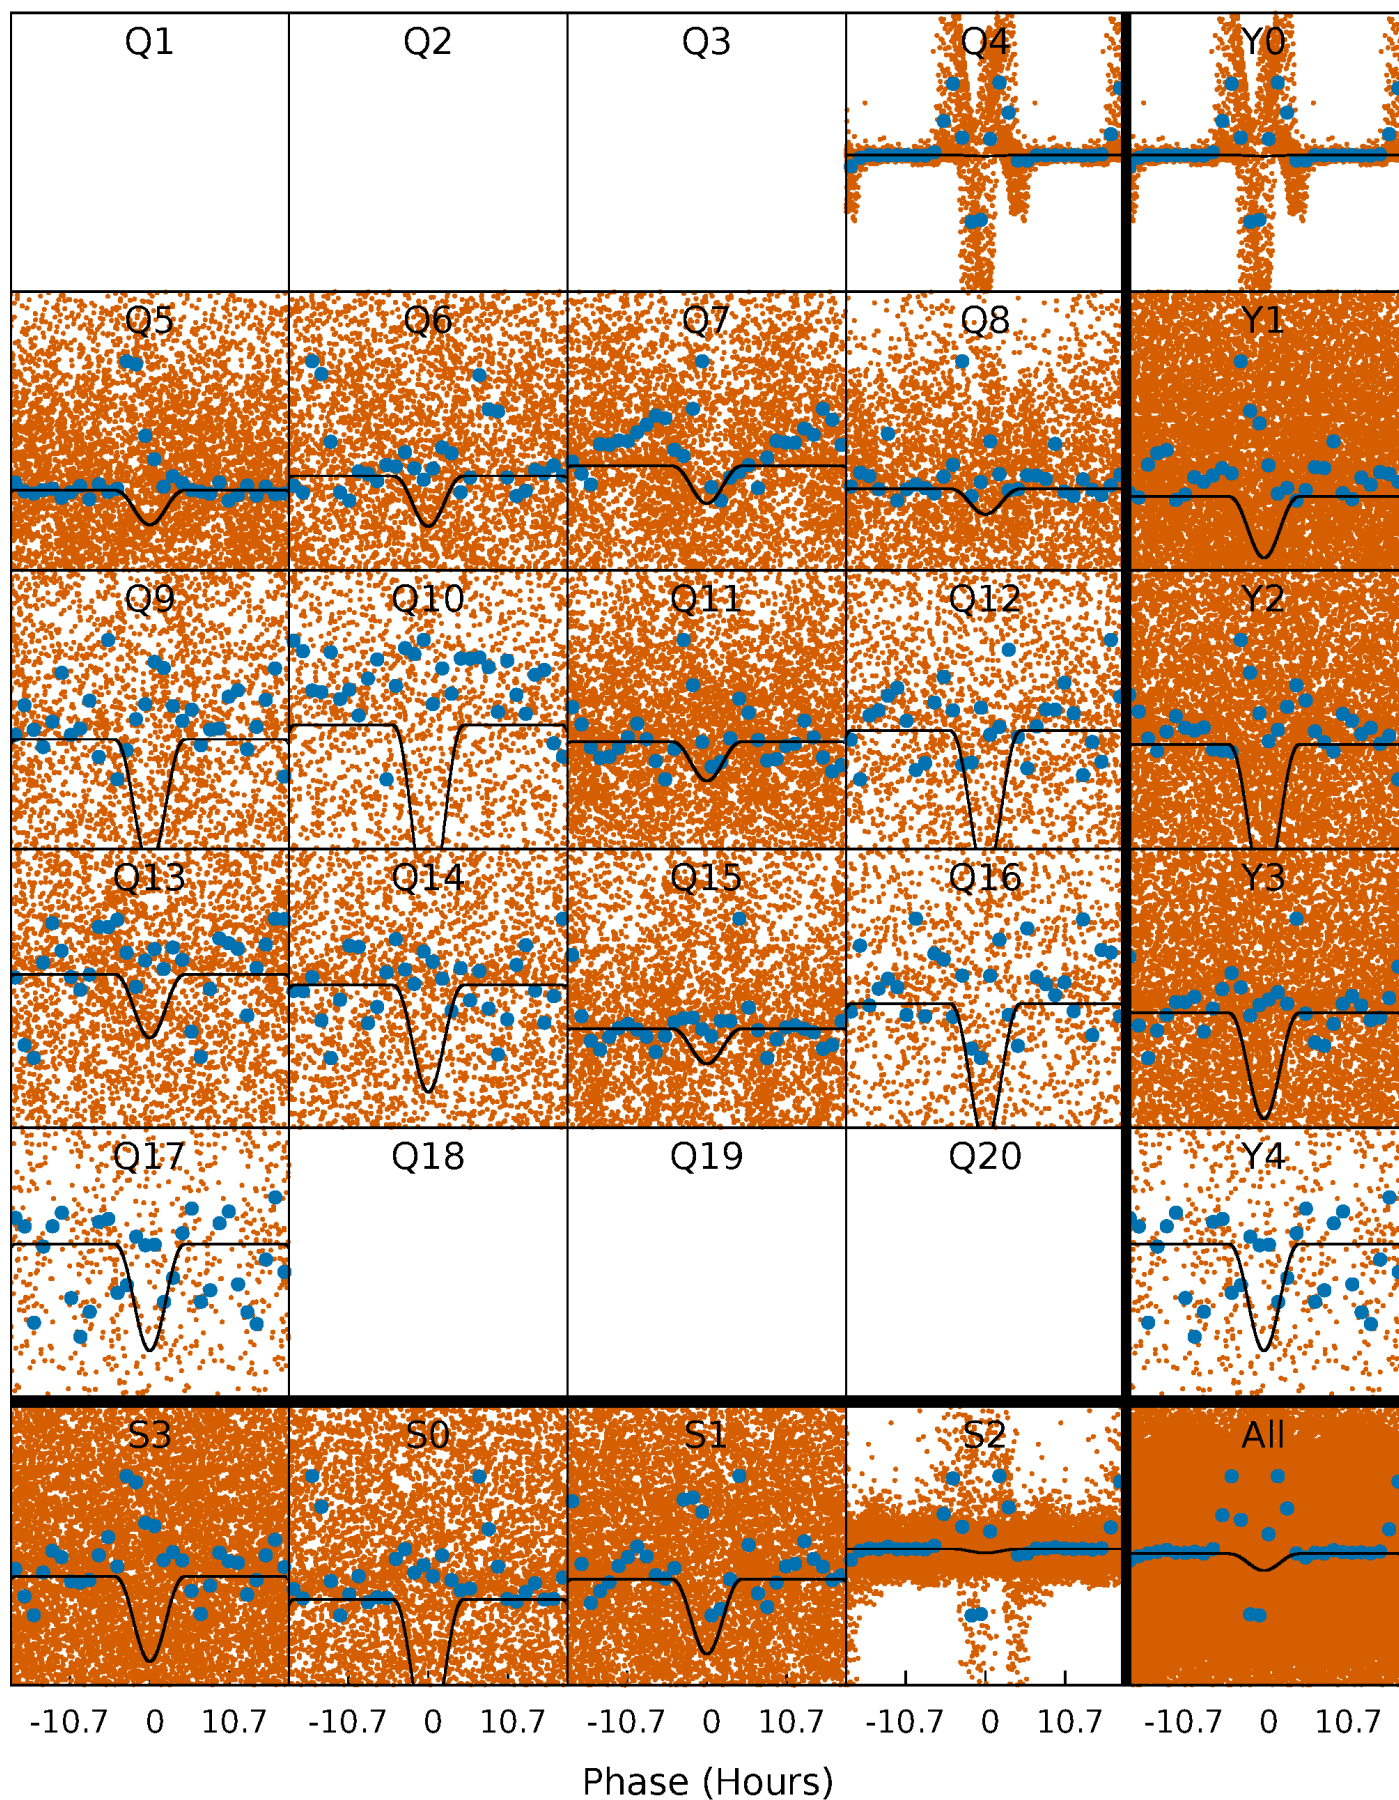 Q1 Q2 Q3 Q4 Y0
Q5 Q6 Q7 Q8 Y1
Q9 Q10 Q11 Q12 Y2
Q13 Q14 Q15 Q16 Y3
Q17 Q18 Q19 Q20 Y4
S3 S0 S1 S2 All
-10.7 0 10.7 -10.7 0 10.7 -10.7 0 10.7 -10.7 0 10.7 -10.7 0 10.7
Phase (Hours)